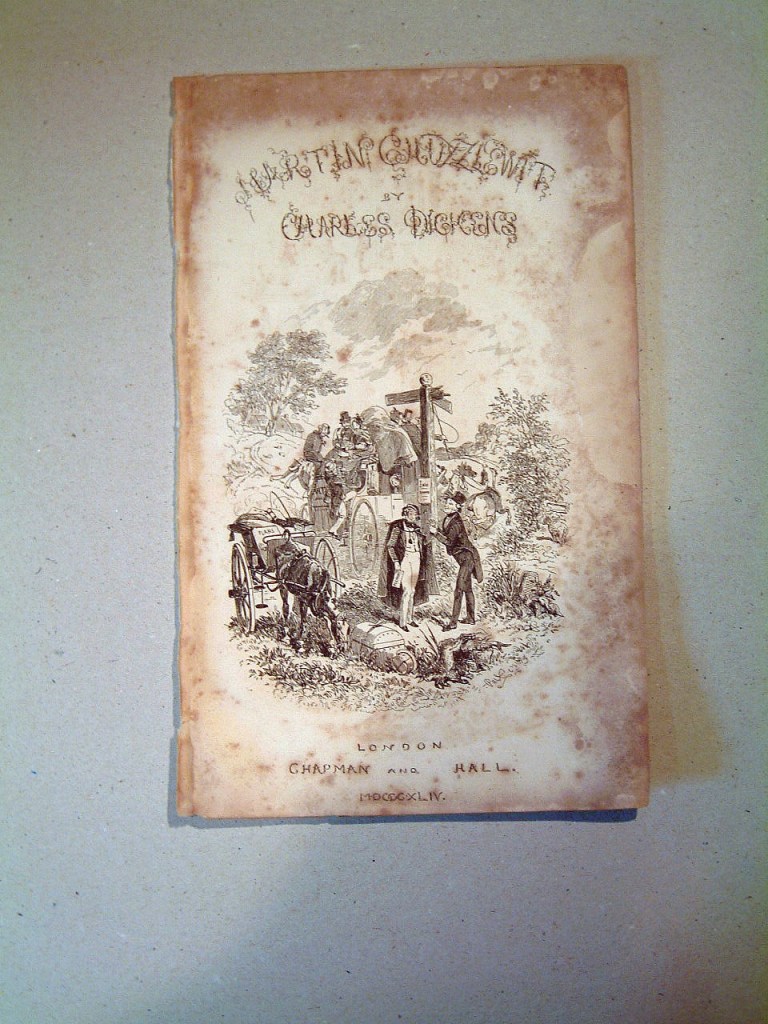 MARTIN CHUZZLEWIT
BY
CHARLES DICKENS
LONDON
CHAPMAN AND HALL.
MDCCCXLIV.